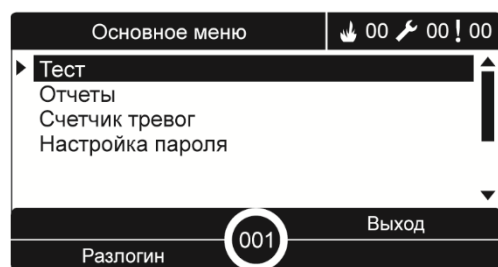 Основное меню 00 00 ! 00
Тест
Отчеты
Счетчик тревог
Настройка пароля
Выход
001
Разлогин